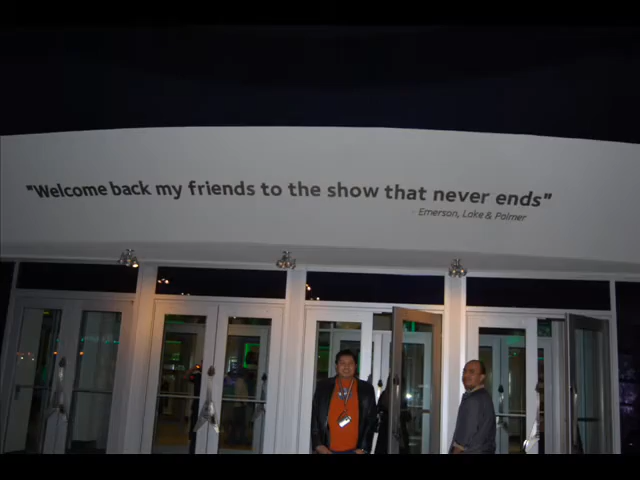 "Welcome back my friends to the show that never ends"
- Emerson, Lake & Palmer